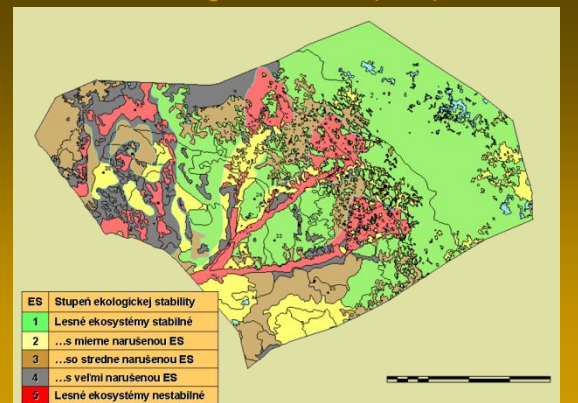 ES Stupeň ekologickej stability
1 Lesné ekosystémy stabilné
2 ...s mierne narušenou ES
3 ...so stredne narušenou ES
4 ...s veľmi narušenou ES
5 Lesné ekosystémy nestabilné